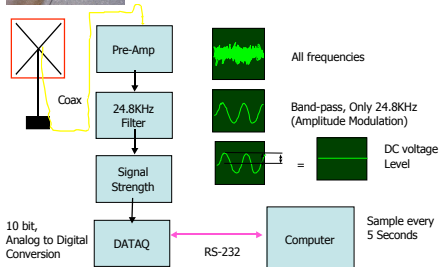 Pre-Amp
All frequencies
Coax
24.8KHz
Filter
Band-pass, Only 24.8KHz
(Amplitude Modulation)
Signal
Strength
=
DC voltage
Level
10 bit,
Analog to Digital
Conversion
DATAQ
RS-232
Computer
Sample every
5 Seconds